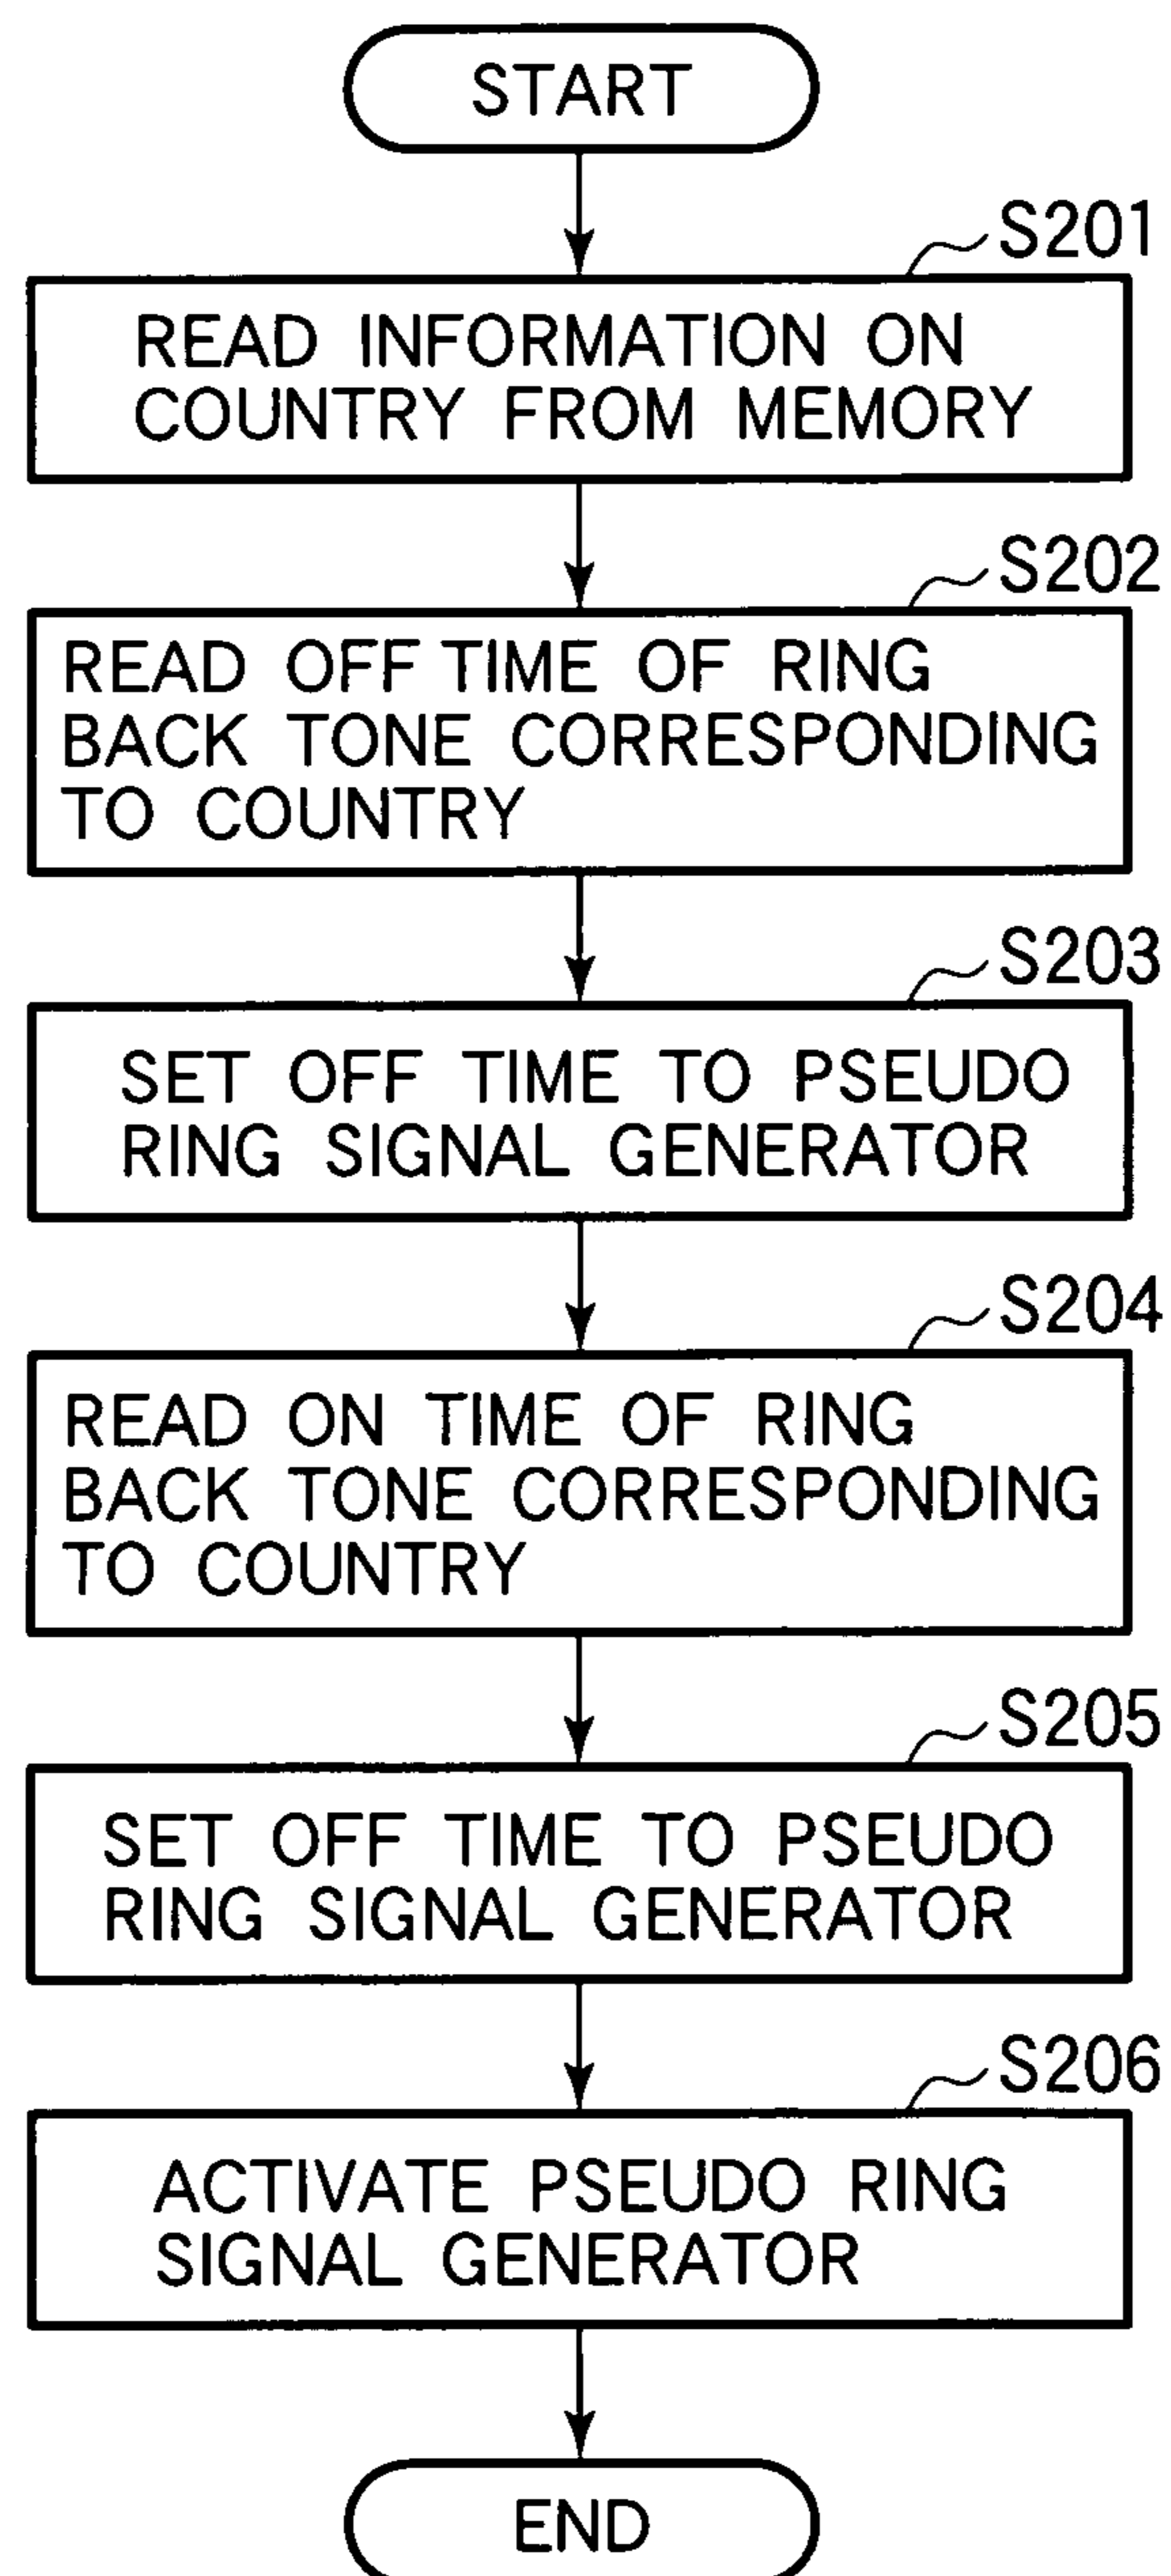 START
S201
READ INFORMATION ON
COUNTRY FROM MEMORY
S202
READ OFF TIME OF RING
BACK TONE CORRESPONDING
TO COUNTRY
S203
SET OFF TIME TO PSEUDO
RING SIGNAL GENERATOR
S204
READ ON TIME OF RING
BACK TONE CORRESPONDING
TO COUNTRY
S205
SET OFF TIME TO PSEUDO
RING SIGNAL GENERATOR
S206
ACTIVATE PSEUDO RING
SIGNAL GENERATOR
END